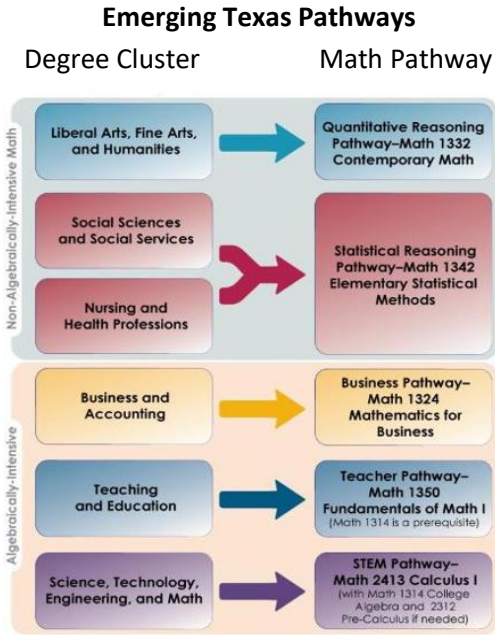 Emerging Texas Pathways
Degree Cluster
Math Pathway
Non-Algebraically-Intensive Math
Liberal Arts, Fine Arts,
and Humanities
Quantitative Reasoning
Pathway–Math 1332
Contemporary Math
Social Sciences
and Social Services
Nursing and
Health Professions
Statistical Reasoning
Pathway–Math 1342
Elementary Statistical
Methods
Algebraically-Intensive
Business and
Accounting
Business Pathway–
Math 1324
Mathematics for
Business
Teaching
and Education
Teacher Pathway–
Math 1350
Fundamentals of Math I
(Math 1314 is a prerequisite)
Science, Technology,
Engineering, and Math
STEM Pathway–
Math 2413 Calculus I
(with Math 1314 College
Algebra and 2312
Pre-Calculus if needed)